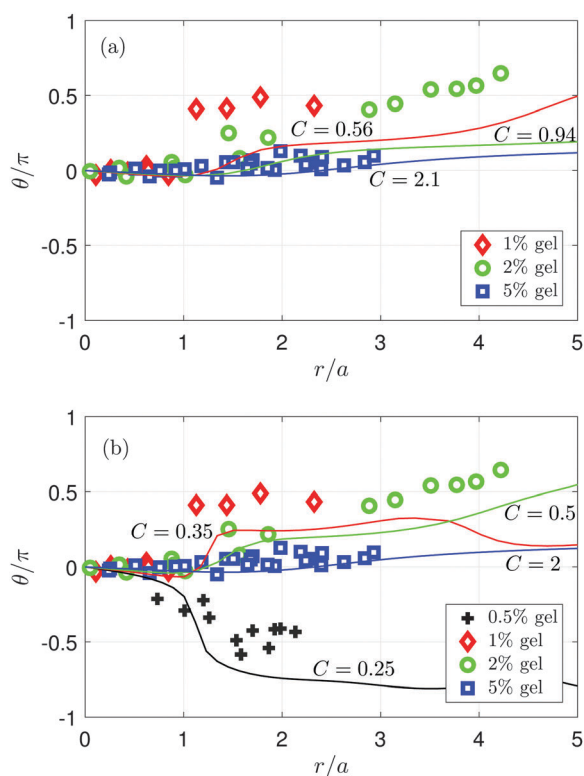 (a)
1
0.5
0
-0.5
-1
θ/π
C = 0.56
C = 0.94
C = 2.1
1% gel
2% gel
5% gel
0 1 2 3 4 5
r/a
(b)
1
0.5
0
-0.5
-1
θ/π
C = 0.35
C = 0.5
C = 2
C = 0.25
0.5% gel
1% gel
2% gel
5% gel
0 1 2 3 4 5
r/a